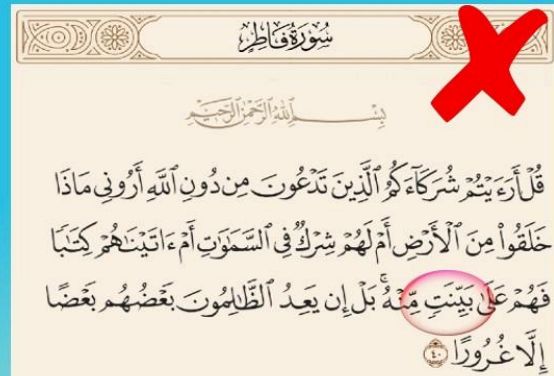 سُورَةُ فَاطِرٍ
بِسْمِ ٱللَّهِ ٱلرَّحْمَٰنِ ٱلرَّحِيمِ
قُلْ أَرَءَيْتُمْ شُرَكَآءَكُمُ ٱلَّذِينَ تَدْعُونَ مِن دُونِ ٱللَّهِ أَرُونِى مَاذَا
خَلَقُوا۟ مِنَ ٱلْأَرْضِ أَمْ لَهُمْ شِرْكٌ فِى ٱلسَّمَٰوَٰتِ أَمْ ءَاتَيْنَٰهُمْ كِتَٰبًا
فَهُمْ عَلَىٰ بَيِّنَتٍ مِّنْهُ ۚ بَلْ إِن يَعِدُ ٱلظَّٰلِمُونَ بَعْضُهُم بَعْضًا
إِلَّا غُرُورًا ٤٠